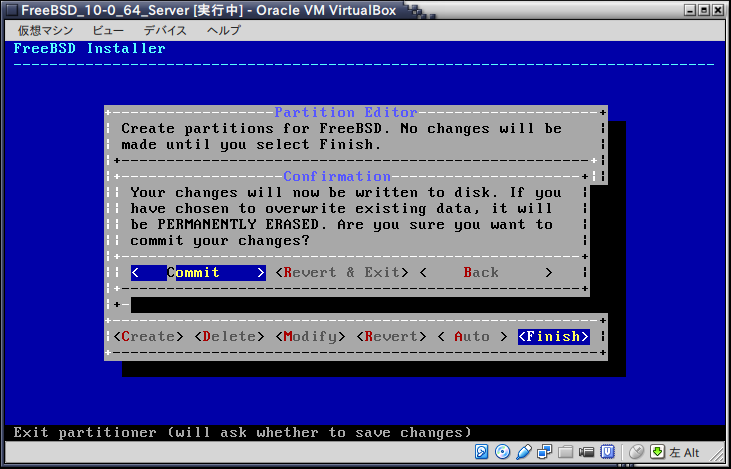 FreeBSD_10-0_64_Server [実行中] - Oracle VM VirtualBox
仮想マシン ビュー デバイス ヘルプ
FreeBSD Installer
Partition Editor
Create partitions for FreeBSD. No changes will be
made until you select Finish.
Confirmation
Your changes will now be written to disk. If you
have chosen to overwrite existing data, it will
be PERMANENTLY ERASED. Are you sure you want to
commit your changes?
< Commit > <Revert & Exit> < Back >
<Create> <Delete> <Modify> <Revert> < Auto > <Finish>
Exit partitioner (will ask whether to save changes)
左 Alt